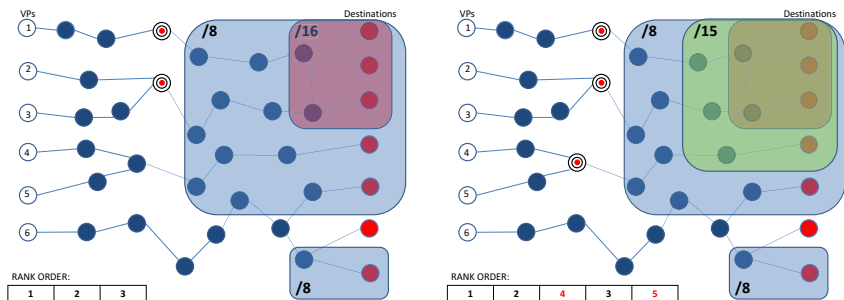 VPs
/8
/16
Destinations
1
2
3
4
5
6
/8
RANK ORDER:
1 2 3
VPs
/8
/15
Destinations
1
2
3
4
5
6
/8
RANK ORDER:
1 2 4 3 5